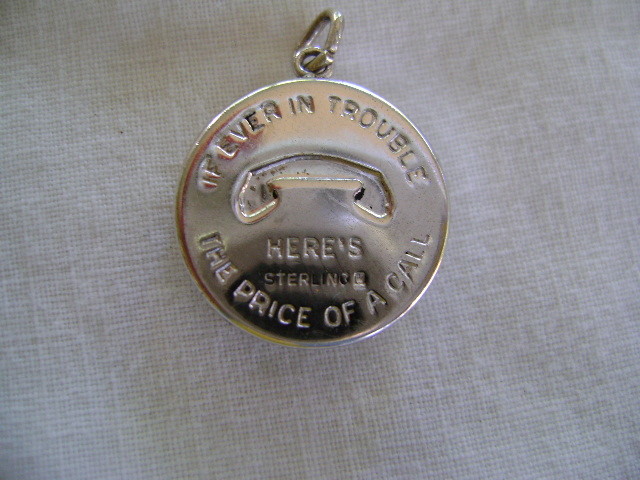 IF EVER IN TROUBLE
HERE'S
STERLING
THE PRICE OF A CALL